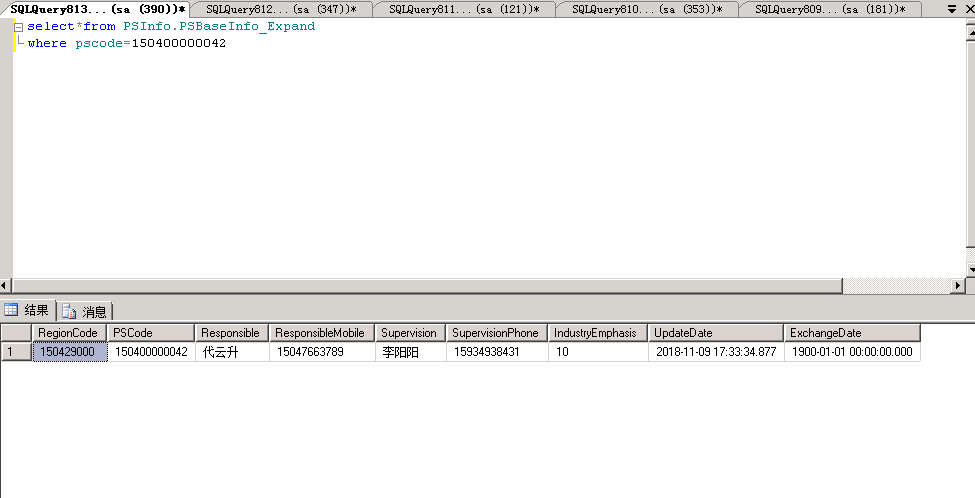 SQLQuery813...(sa (390))* SQLQuery812...(sa (347))* SQLQuery811...(sa (121))* SQLQuery810...(sa (353))* SQLQuery809...(sa (181))*
select*from PSInfo.PSBaseInfo_Expand
where pscode=150400000042
结果 消息
RegionCode PSCode Responsible ResponsibleMobile Supervision SupervisionPhone IndustryEmphasis UpdateDate ExchangeDate
1 150429000 150400000042 代云升 15047663789 李阳阳 15934938431 10 2018-11-09 17:33:34.877 1900-01-01 00:00:00.000